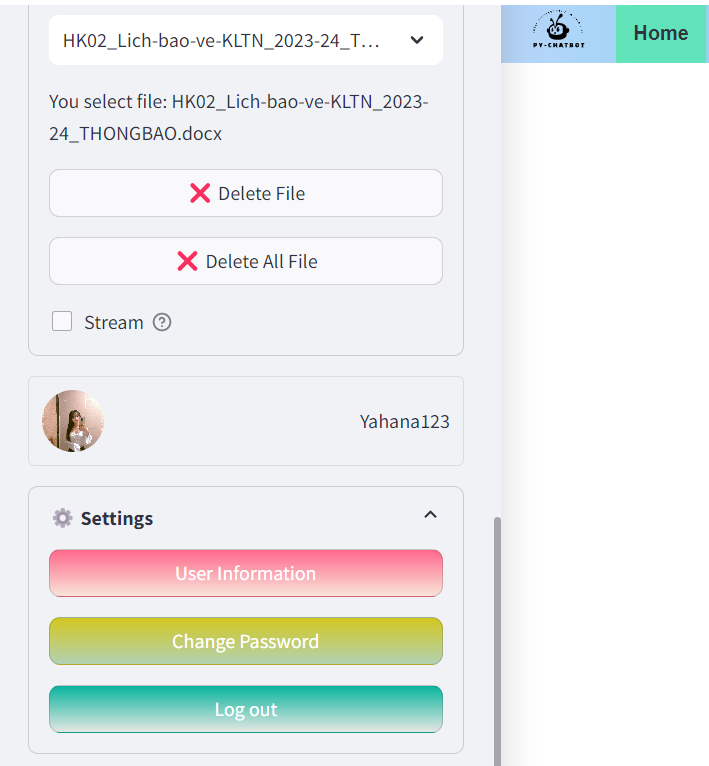 HK02_Lich-bao-ve-KLTN_2023-24_T...
PY-CHATBOT
Home
You select file: HK02_Lich-bao-ve-KLTN_2023-
24_THONGBAO.docx
❌ Delete File
❌ Delete All File
Stream
Yahana123
Settings
User Information
Change Password
Log out